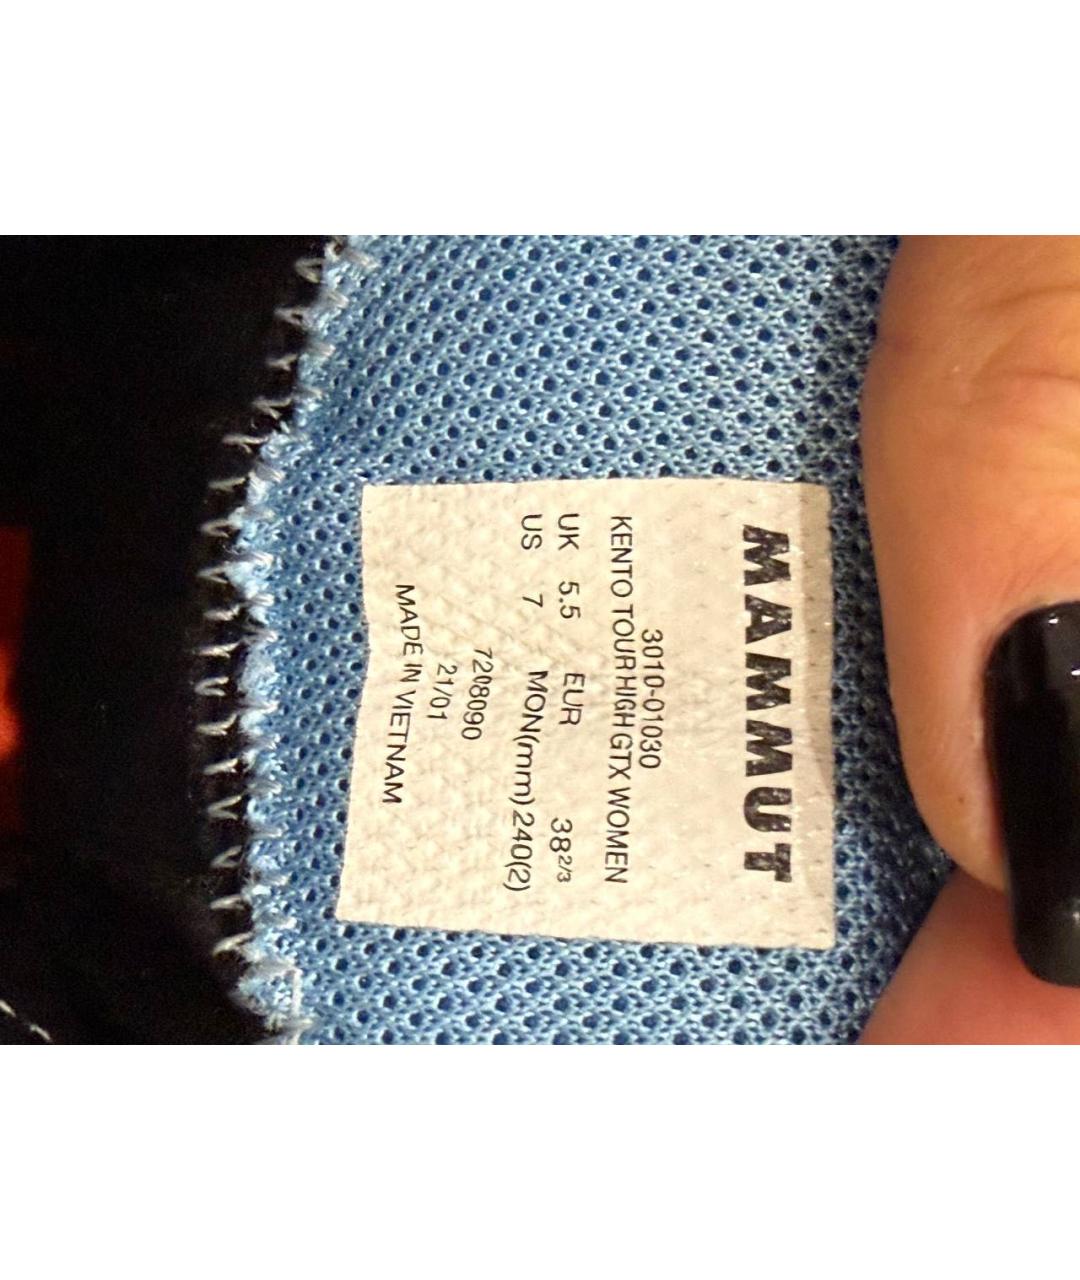 MAMMUT
3010-01030
KENTO TOUR HIGH GTX WOMEN
UK 5.5 EUR 38 2/3
US 7 MON(mm) 240(2)
7208090
21/01
MADE IN VIETNAM